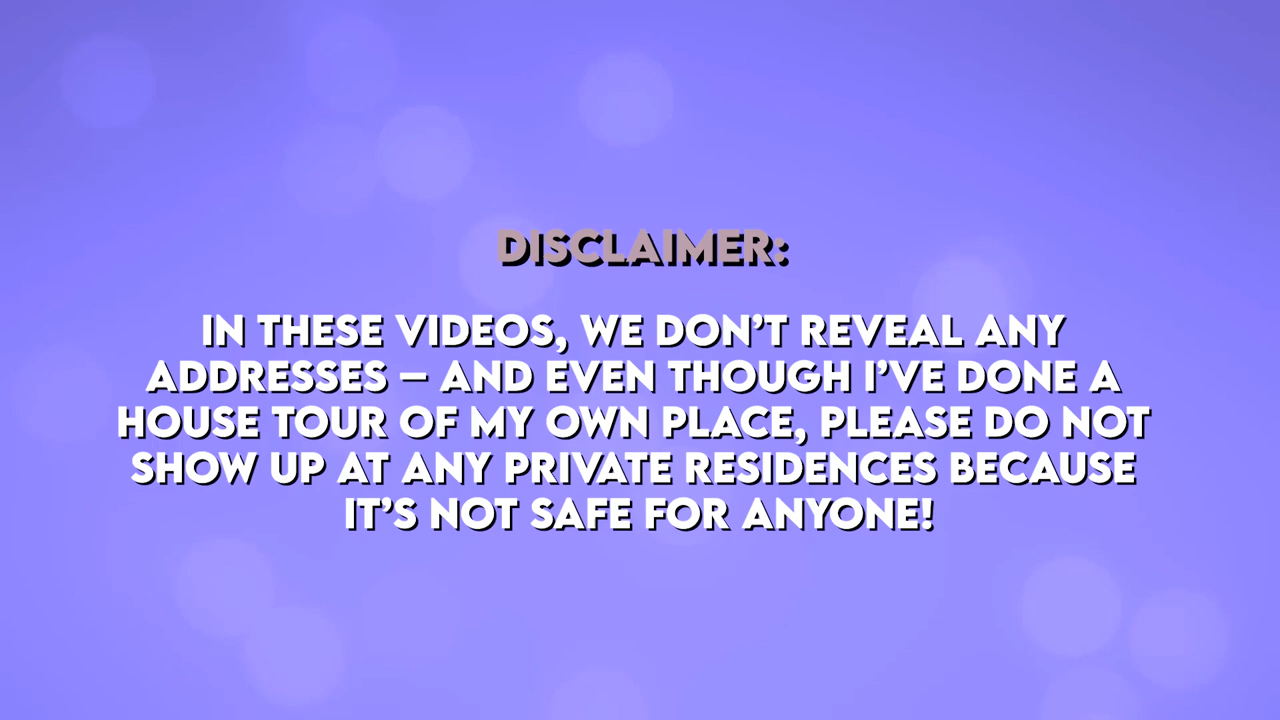 DISCLAIMER:
IN THESE VIDEOS, WE DON'T REVEAL ANY
ADDRESSES – AND EVEN THOUGH I'VE DONE A
HOUSE TOUR OF MY OWN PLACE, PLEASE DO NOT
SHOW UP AT ANY PRIVATE RESIDENCES BECAUSE
IT'S NOT SAFE FOR ANYONE!